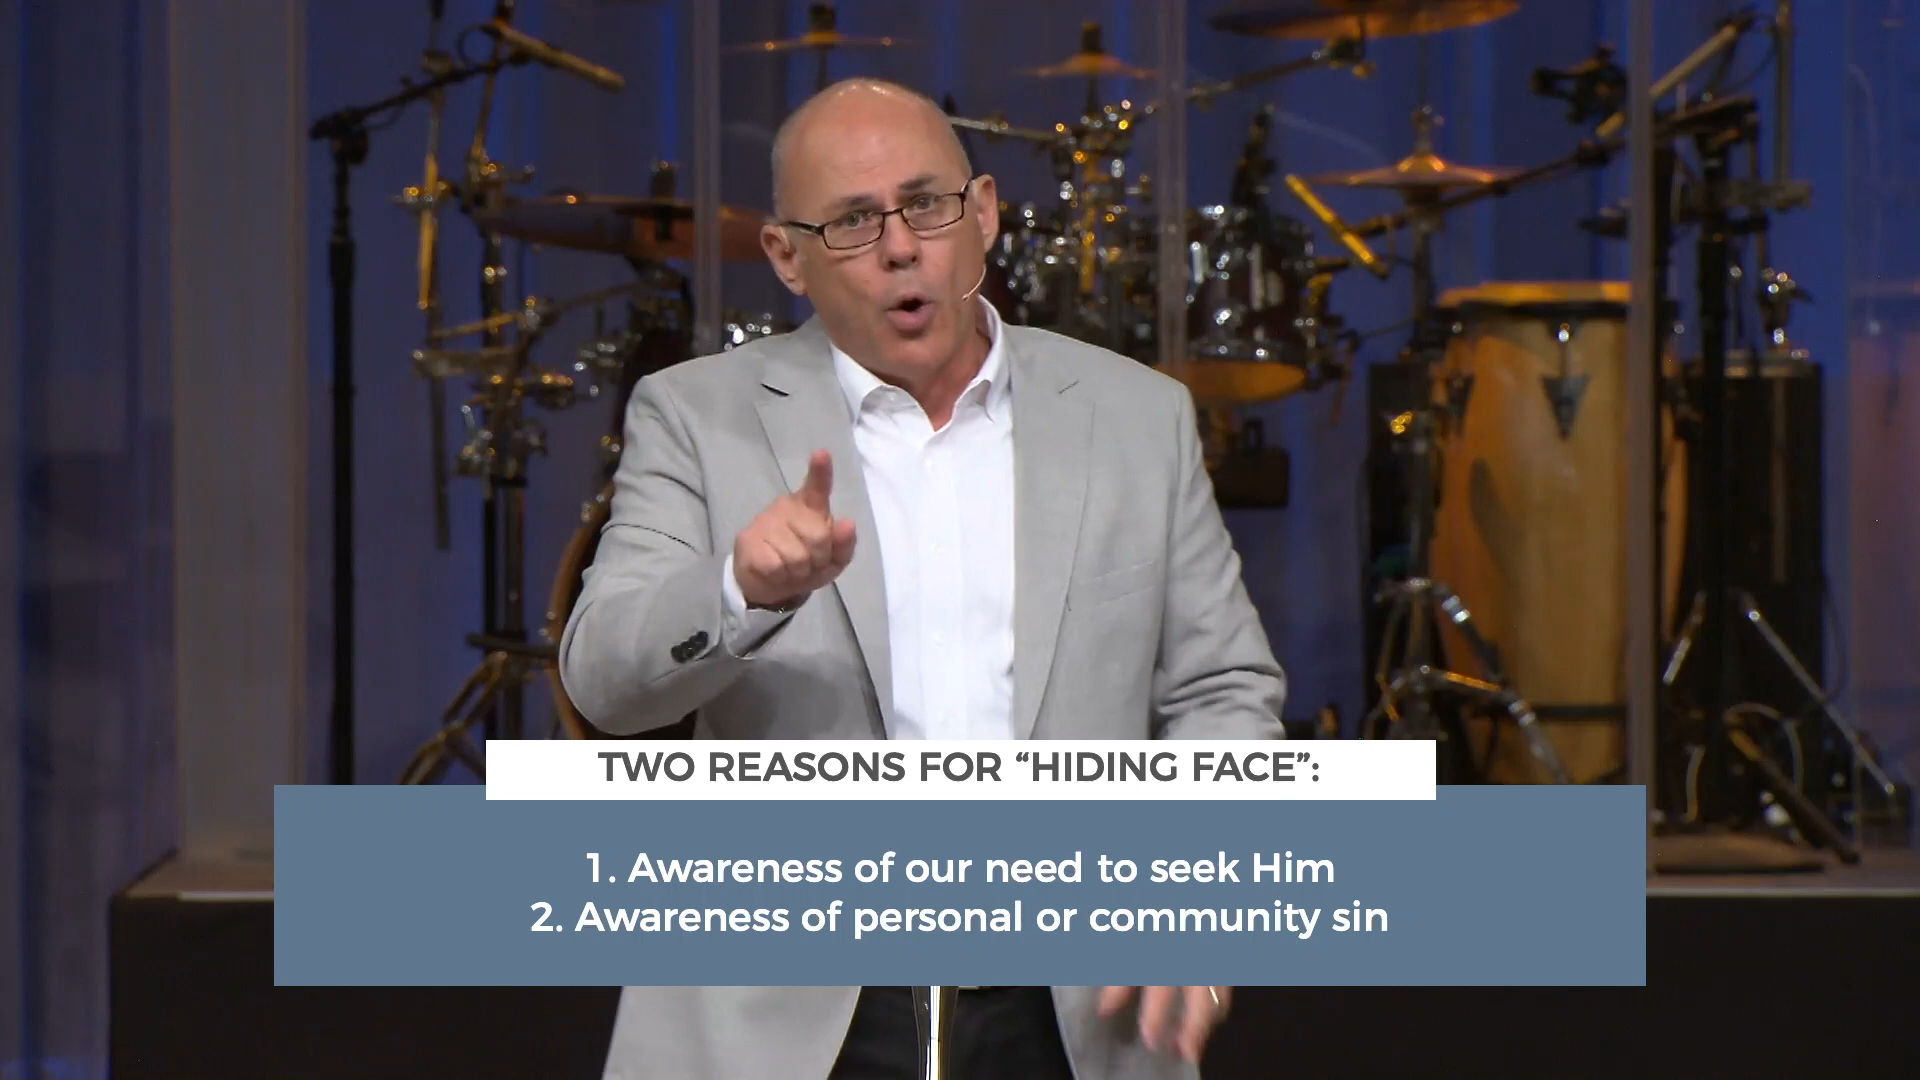 TWO REASONS FOR “HIDING FACE”:
1. Awareness of our need to seek Him
2. Awareness of personal or community sin